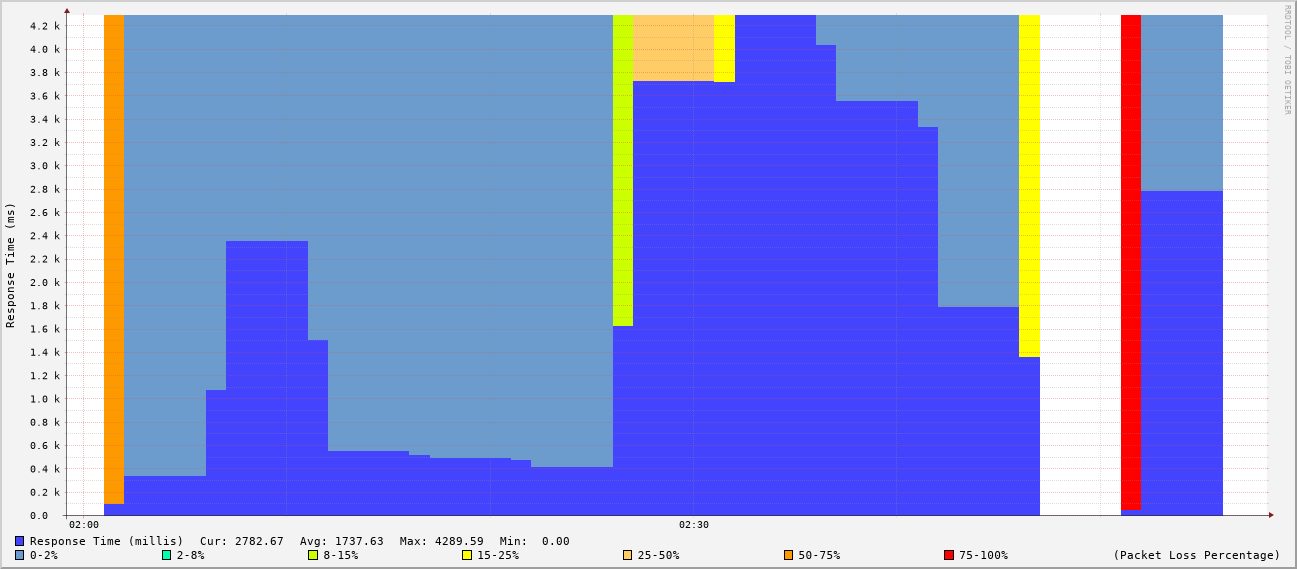 RRDTOOL / TOBI OETIKER
Response Time (ms)
4.2 k
4.0 k
3.8 k
3.6 k
3.4 k
3.2 k
3.0 k
2.8 k
2.6 k
2.4 k
2.2 k
2.0 k
1.8 k
1.6 k
1.4 k
1.2 k
1.0 k
0.8 k
0.6 k
0.4 k
0.2 k
0.0
02:00 02:30
Response Time (millis) Cur: 2782.67 Avg: 1737.63 Max: 4289.59 Min: 0.00
0-2% 2-8% 8-15% 15-25% 25-50% 50-75% 75-100% (Packet Loss Percentage)